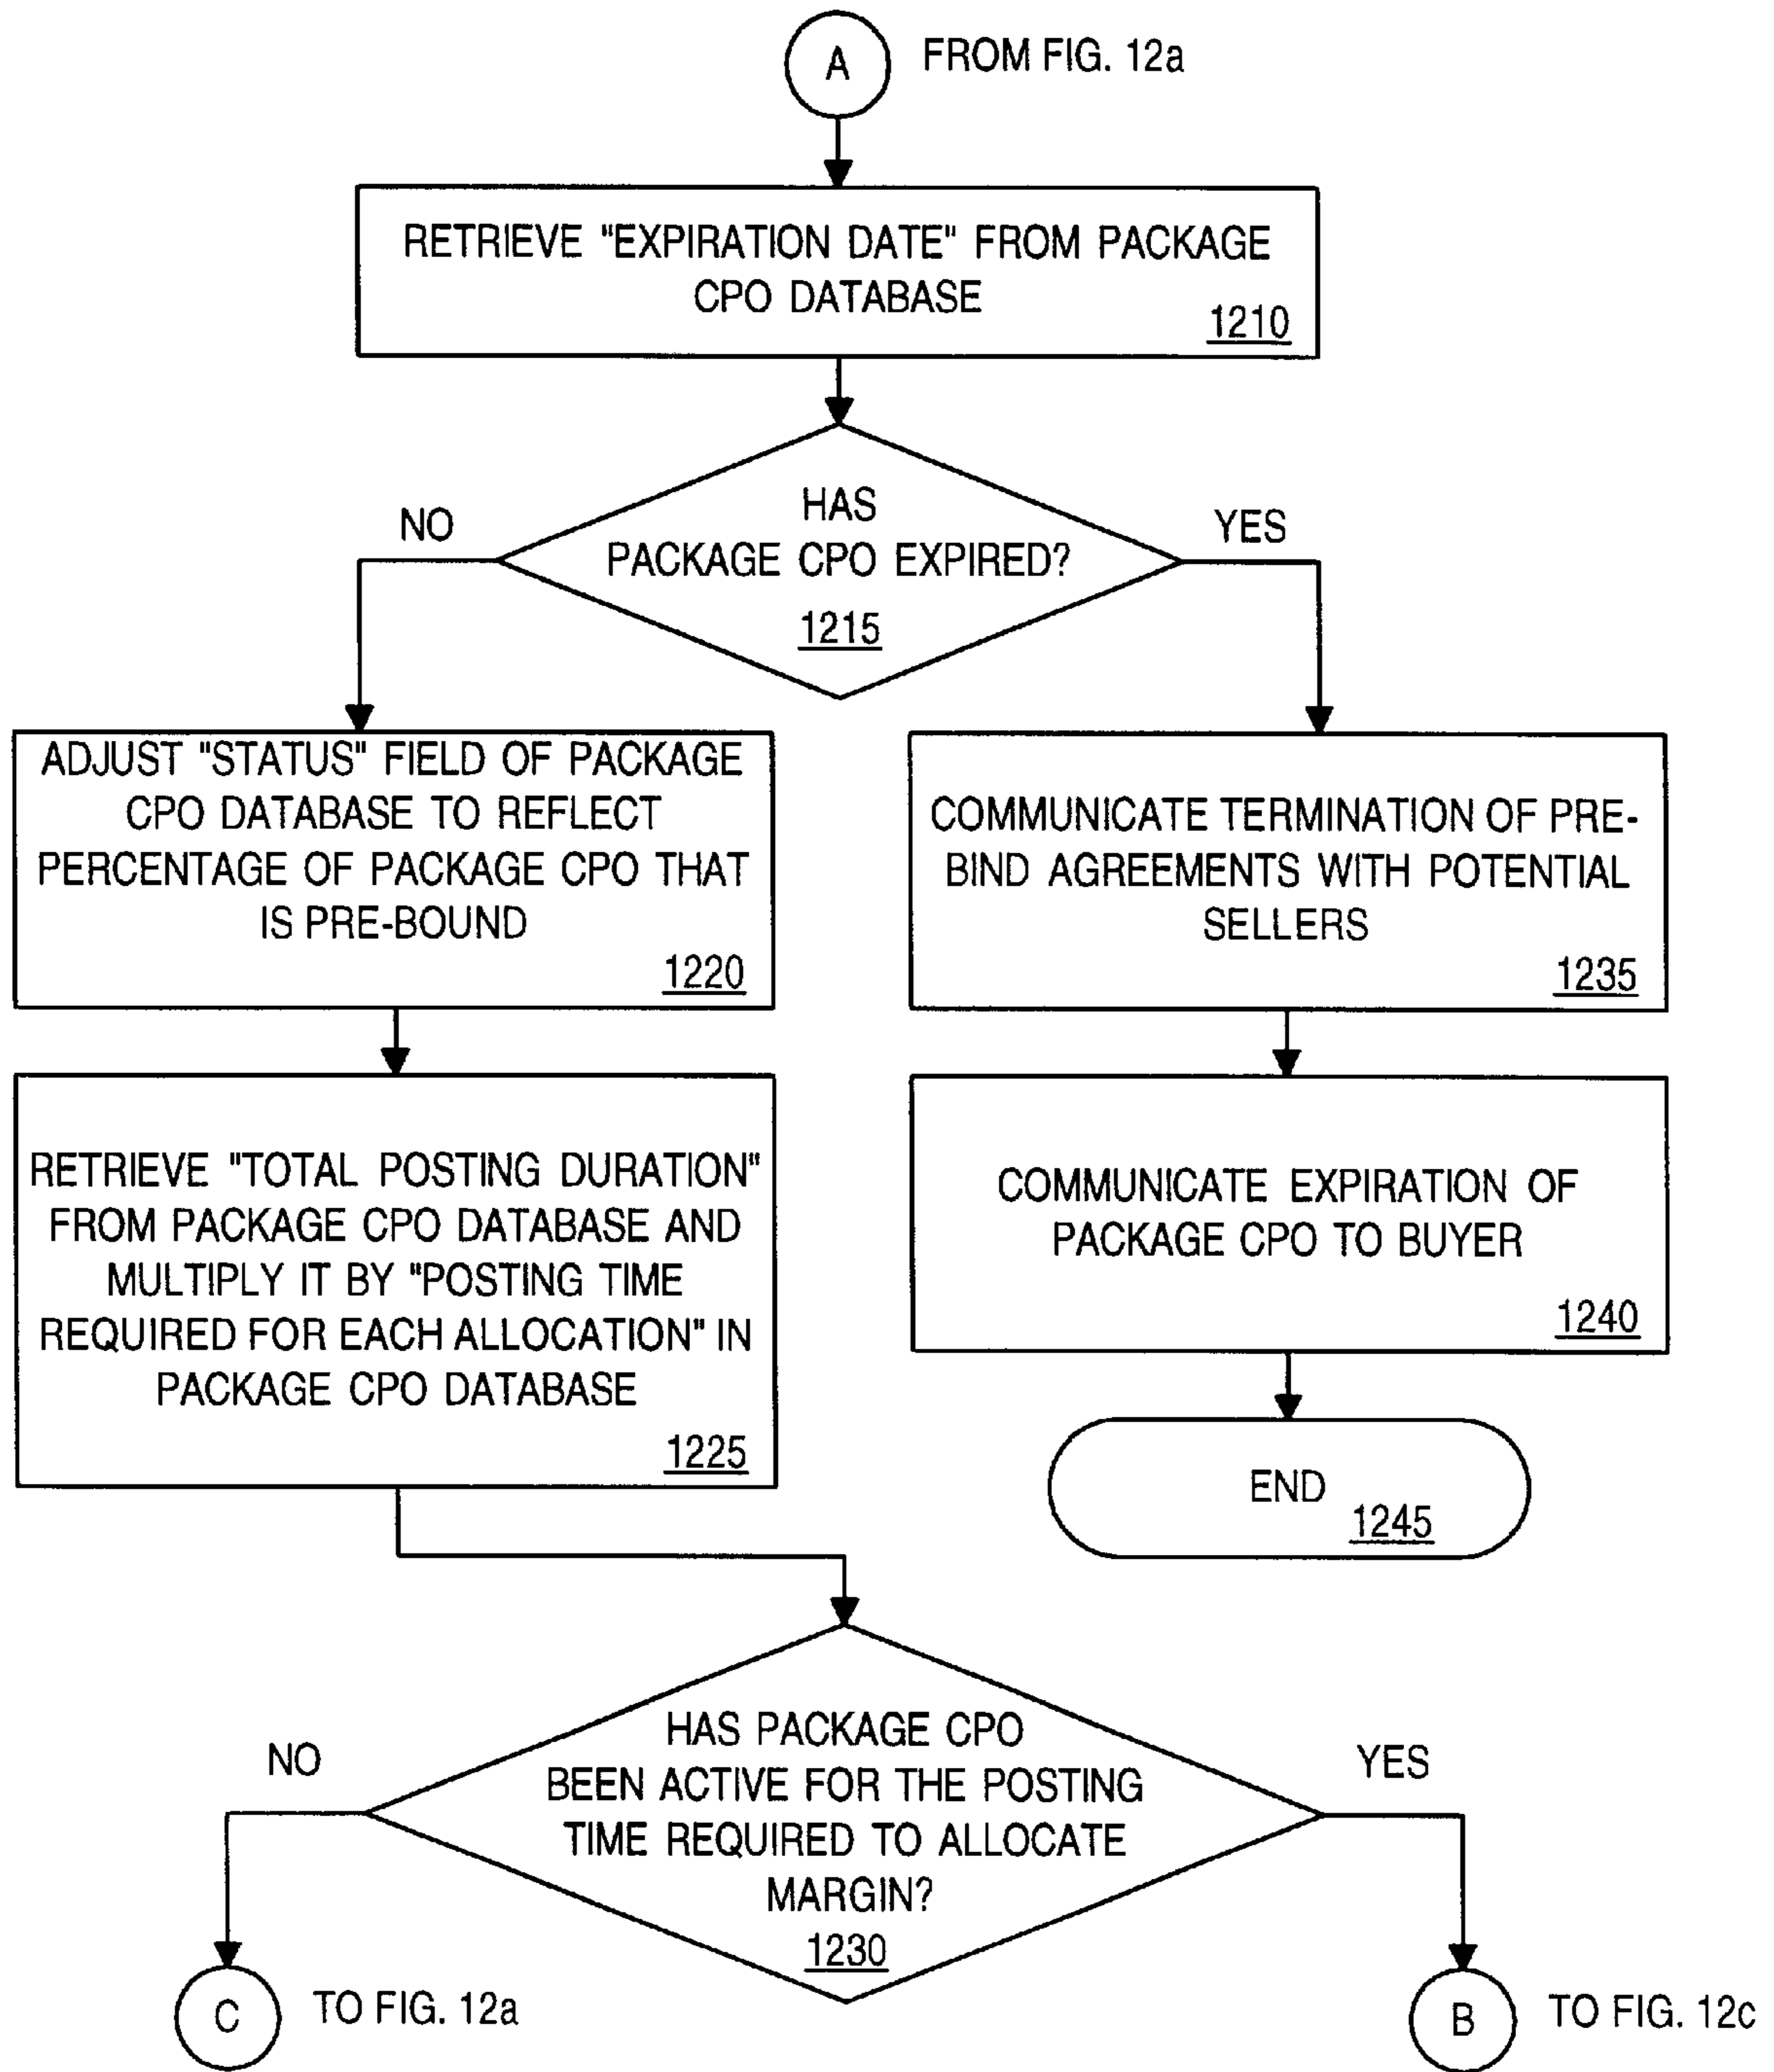 A
FROM FIG. 12a
RETRIEVE "EXPIRATION DATE" FROM PACKAGE
CPO DATABASE
1210
HAS
PACKAGE CPO EXPIRED?
1215
NO
YES
ADJUST "STATUS" FIELD OF PACKAGE
CPO DATABASE TO REFLECT
PERCENTAGE OF PACKAGE CPO THAT
IS PRE-BOUND
1220
COMMUNICATE TERMINATION OF PRE-
BIND AGREEMENTS WITH POTENTIAL
SELLERS
1235
RETRIEVE "TOTAL POSTING DURATION"
FROM PACKAGE CPO DATABASE AND
MULTIPLY IT BY "POSTING TIME
REQUIRED FOR EACH ALLOCATION" IN
PACKAGE CPO DATABASE
1225
COMMUNICATE EXPIRATION OF
PACKAGE CPO TO BUYER
1240
END
1245
HAS PACKAGE CPO
BEEN ACTIVE FOR THE POSTING
TIME REQUIRED TO ALLOCATE
MARGIN?
1230
NO
YES
C
TO FIG. 12a
B
TO FIG. 12c